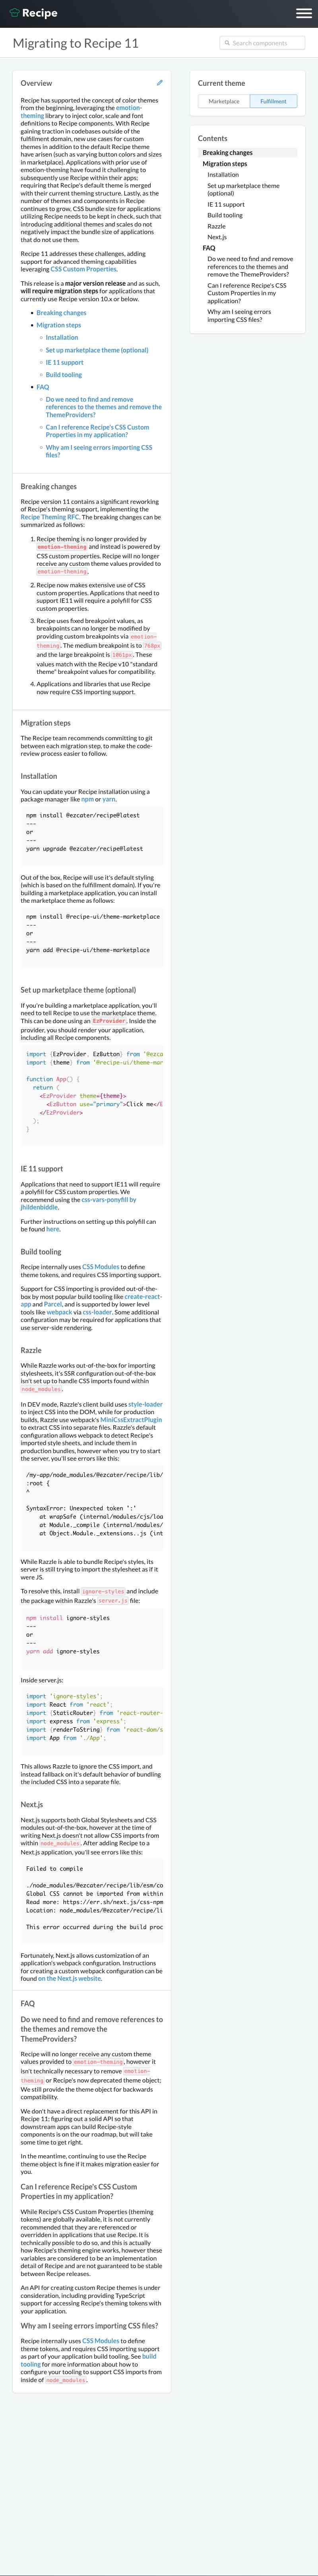 Recipe
Migrating to Recipe 11
Search components
Overview
Recipe has supported the concept of color themes
from the beginning, leveraging the emotion-
theming library to inject color, scale and font
definitions to Recipe components. With Recipe
gaining traction in codebases outside of the
fulfillment domain, new use cases for custom
themes in addition to the default Recipe theme
have arisen (such as varying button colors and sizes
in marketplace). Applications with prior use of
emotion-theming have found it challenging to
subsequently use Recipe within their apps;
requiring that Recipe's default theme is merged
with their current theming structure. Lastly, as the
number of themes and components in Recipe
continues to grow, CSS bundle size for applications
utilizing Recipe needs to be kept in check, such that
introducing additional themes and scales do not
negatively impact the bundle size of applications
that do not use them.
Recipe 11 addresses these challenges, adding
support for advanced theming capabilities
leveraging CSS Custom Properties.
This release is a major version release and as such,
will require migration steps for applications that
currently use Recipe version 10.x or below.
Breaking changes
Migration steps
Installation
Set up marketplace theme (optional)
IE 11 support
Build tooling
FAQ
Do we need to find and remove
references to the themes and remove the
ThemeProviders?
Can I reference Recipe's CSS Custom
Properties in my application?
Why am I seeing errors importing CSS
files?
Breaking changes
Recipe version 11 contains a significant reworking
of Recipe's theming support, implementing the
Recipe Theming RFC. The breaking changes can be
summarized as follows:
1. Recipe theming is no longer provided by
emotion-theming and instead is powered by
CSS custom properties. Recipe will no longer
receive any custom theme values provided to
emotion-theming.
2. Recipe now makes extensive use of CSS
custom properties. Applications that need to
support IE11 will require a polyfill for CSS
custom properties.
3. Recipe uses fixed breakpoint values, as
breakpoints can no longer be modified by
providing custom breakpoints via emotion-
theming. The medium breakpoint is to 768px
and the large breakpoint is 1061px. These
values match with the Recipe v10 "standard
theme" breakpoint values for compatibility.
4. Applications and libraries that use Recipe
now require CSS importing support.
Migration steps
The Recipe team recommends committing to git
between each migration step, to make the code-
review process easier to follow.
Installation
You can update your Recipe installation using a
package manager like npm or yarn.
npm install @ezcater/recipe@latest
---
or
---
yarn upgrade @ezcater/recipe@latest
Out of the box, Recipe will use it's default styling
(which is based on the fulfillment domain). If you're
building a marketplace application, you can install
the marketplace theme as follows:
npm install @recipe-ui/theme-marketplace
---
or
---
yarn add @recipe-ui/theme-marketplace
Set up marketplace theme (optional)
If you're building a marketplace application, you'll
need to tell Recipe to use the marketplace theme.
This can be done using an EzProvider. Inside the
provider, you should render your application,
including all Recipe components.
import {EzProvider, EzButton} from '@ezca
import {theme} from '@recipe-ui/theme-mar
function App() {
return (
<EzProvider theme={theme}>
<EzButton use="primary">Click me</E
</EzProvider>
);
}
IE 11 support
Applications that need to support IE11 will require
a polyfill for CSS custom properties. We
recommend using the css-vars-ponyfill by
jhildenbiddle.
Further instructions on setting up this polyfill can
be found here.
Build tooling
Recipe internally uses CSS Modules to define
theme tokens, and requires CSS importing support.
Support for CSS importing is provided out-of-the-
box by most popular build tooling like create-react-
app and Parcel, and is supported by lower level
tools like webpack via css-loader. Some additional
configuration may be required for applications that
use server-side rendering.
Razzle
While Razzle works out-of-the-box for importing
stylesheets, it's SSR configuration out-of-the-box
isn't set up to handle CSS imports found within
node_modules.
In DEV mode, Razzle's client build uses style-loader
to inject CSS into the DOM, while for production
builds, Razzle use webpack's MiniCssExtractPlugin
to extract CSS into separate files. Razzle's default
configuration allows webpack to detect Recipe's
imported style sheets, and include them in
production bundles, however when you try to start
the server, you'll see errors like this:
/my-app/node_modules/@ezcater/recipe/lib/
:root {
^
SyntaxError: Unexpected token ':'
at wrapSafe (internal/modules/cjs/loa
at Module._compile (internal/modules/
at Object.Module._extensions..js (int
While Razzle is able to bundle Recipe's styles, its
server is still trying to import the stylesheet as if it
were JS.
To resolve this, install ignore-styles and include
the package within Razzle's server.js file:
npm install ignore-styles
---
or
---
yarn add ignore-styles
Inside server.js:
import 'ignore-styles';
import React from 'react';
import {StaticRouter} from 'react-router-
import express from 'express';
import {renderToString} from 'react-dom/s
import App from './App';
This allows Razzle to ignore the CSS import, and
instead fallback on it's default behavior of bundling
the included CSS into a separate file.
Next.js
Next.js supports both Global Stylesheets and CSS
modules out-of-the-box, however at the time of
writing Next.js doesn't not allow CSS imports from
within node_modules. After adding Recipe to a
Next.js application, you'll see errors like this:
Failed to compile
./node_modules/@ezcater/recipe/lib/esm/co
Global CSS cannot be imported from within
Read more: https://err.sh/next.js/css-npm
Location: node_modules/@ezcater/recipe/li
This error occurred during the build proc
Fortunately, Next.js allows customization of an
application's webpack configuration. Instructions
for creating a custom webpack configuration can be
found on the Next.js website.
FAQ
Do we need to find and remove references to
the themes and remove the
ThemeProviders?
Recipe will no longer receive any custom theme
values provided to emotion-theming, however it
isn't technically necessary to remove emotion-
theming or Recipe's now deprecated theme object;
We still provide the theme object for backwards
compatibility.
We don't have a direct replacement for this API in
Recipe 11; figuring out a solid API so that
downstream apps can build Recipe-style
components is on the our roadmap, but will take
some time to get right.
In the meantime, continuing to use the Recipe
theme object is fine if it makes migration easier for
you.
Can I reference Recipe's CSS Custom
Properties in my application?
While Recipe's CSS Custom Properties (theming
tokens) are globally available, it is not currently
recommended that they are referenced or
overridden in applications that use Recipe. It is
technically possible to do so, and this is actually
how Recipe's theming engine works, however these
variables are considered to be an implementation
detail of Recipe and are not guaranteed to be stable
between Recipe releases.
An API for creating custom Recipe themes is under
consideration, including providing TypeScript
support for accessing Recipe's theming tokens with
your application.
Why am I seeing errors importing CSS files?
Recipe internally uses CSS Modules to define
theme tokens, and requires CSS importing support
as part of your application build tooling. See build
tooling for more information about how to
configure your tooling to support CSS imports from
inside of node_modules.
Current theme
Marketplace
Fulfillment
Contents
Breaking changes
Migration steps
Installation
Set up marketplace theme
(optional)
IE 11 support
Build tooling
Razzle
Next.js
FAQ
Do we need to find and remove
references to the themes and
remove the ThemeProviders?
Can I reference Recipe's CSS
Custom Properties in my
application?
Why am I seeing errors
importing CSS files?